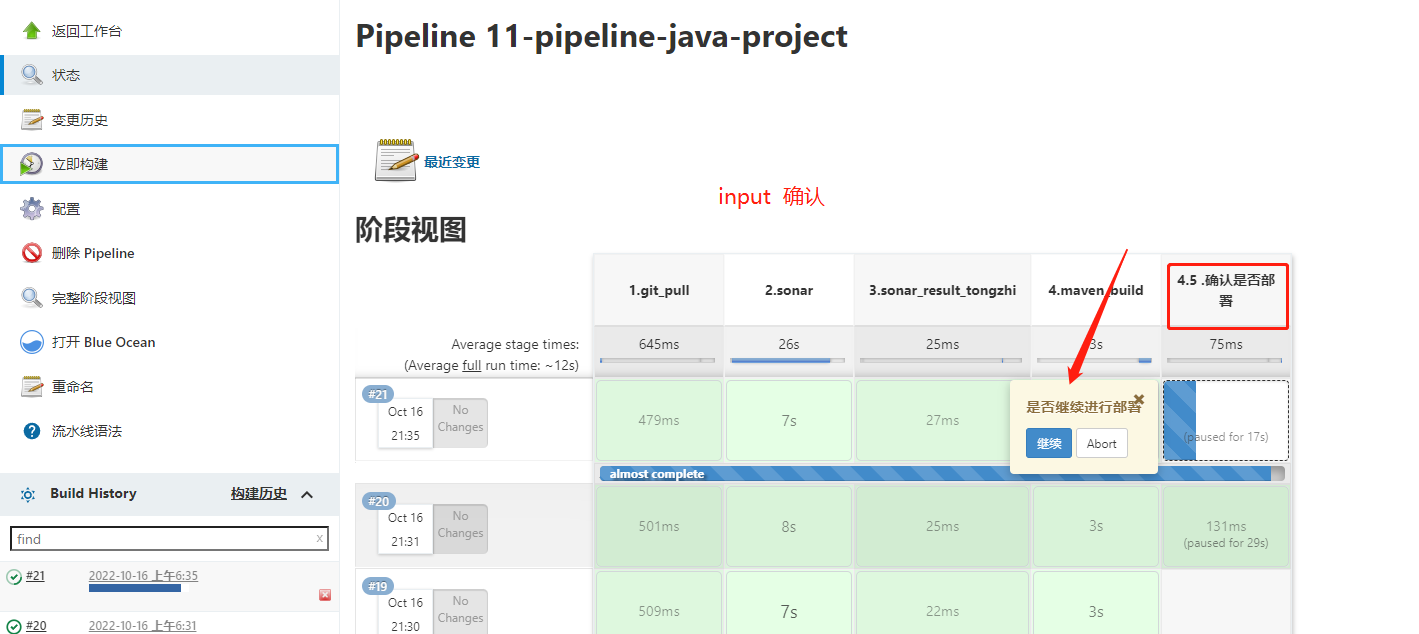 返回工作台
状态
变更历史
立即构建
配置
删除 Pipeline
完整阶段视图
打开 Blue Ocean
重命名
流水线语法
Build History 构建历史
find x
#21 2022-10-16 上午6:35
#20 2022-10-16 上午6:31
Pipeline 11-pipeline-java-project
最近变更
input 确认
阶段视图
1.git_pull 2.sonar 3.sonar_result_tongzhi 4.maven_build 4.5 .确认是否部
署
Average stage times: 645ms 26s 25ms 3s 75ms
(Average full run time: ~12s)
#21
Oct 16 No
21:35 Changes
479ms 7s 27ms
是否继续进行部署
继续 Abort
(paused for 17s)
almost complete
#20
Oct 16 No
21:31 Changes
501ms 8s 25ms 3s 131ms
(paused for 29s)
#19
Oct 16 No
21:30 Changes
509ms 7s 22ms 3s